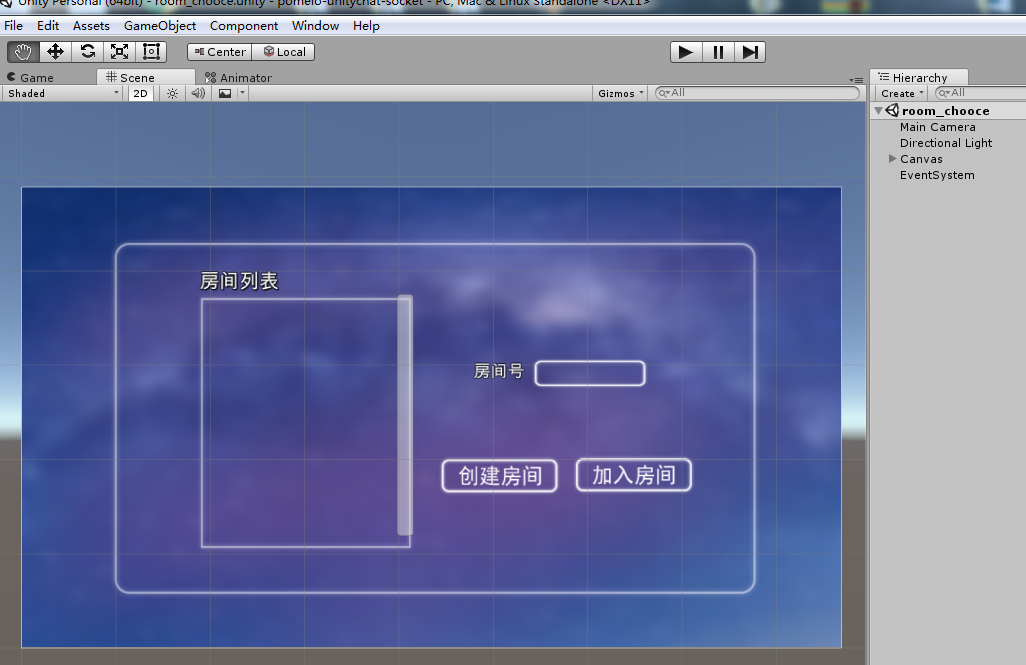 Unity Personal (64bit) - room_chooce.unity - pomelo-unitychat-socket - PC, Mac & Linux Standalone <DX11>
File Edit Assets GameObject Component Window Help
Center Local
Game Scene Animator Hierarchy
Shaded 2D Gizmos All Create All
room_chooce
Main Camera
Directional Light
Canvas
EventSystem
房间列表
房间号
创建房间 加入房间